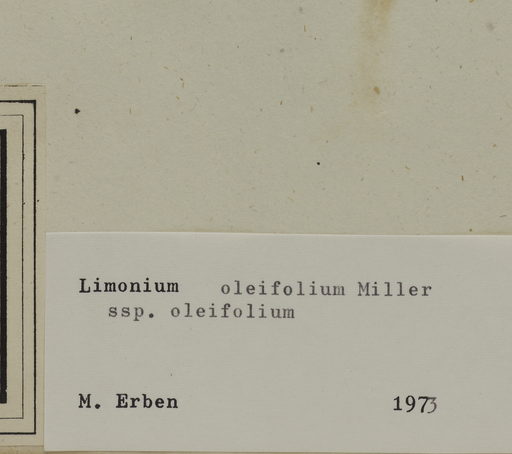 Limonium oleifolium Miller
ssp. oleifolium
M. Erben 1973